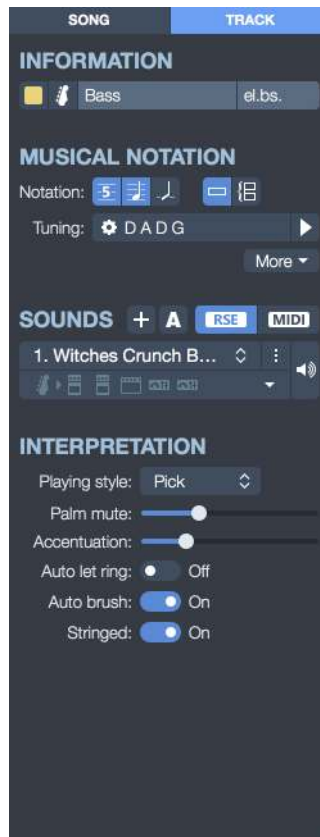 SONG TRACK
INFORMATION
Bass el.bs.
MUSICAL NOTATION
Notation: 5
Tuning: D A D G
More
SOUNDS + A RSE MIDI
1. Witches Crunch B...
INTERPRETATION
Playing style: Pick
Palm mute:
Accentuation:
Auto let ring: Off
Auto brush: On
Stringed: On